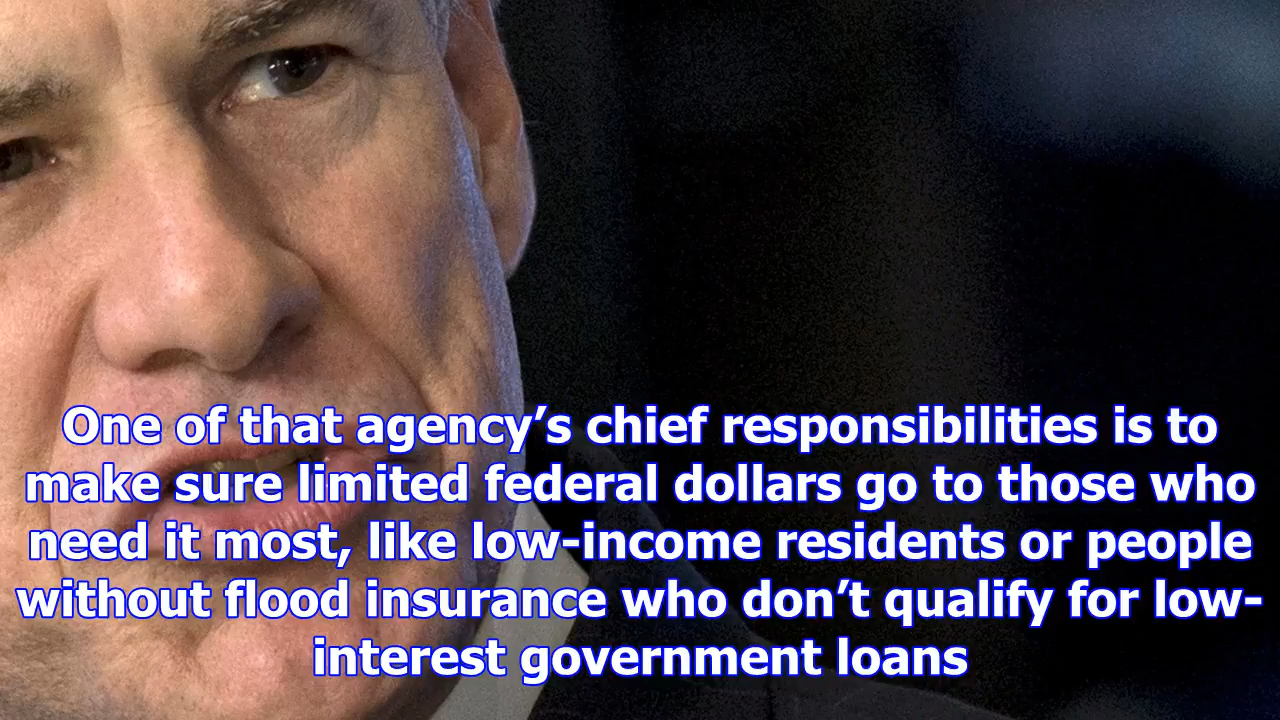 One of that agency’s chief responsibilities is to
make sure limited federal dollars go to those who
need it most, like low-income residents or people
without flood insurance who don’t qualify for low-
interest government loans